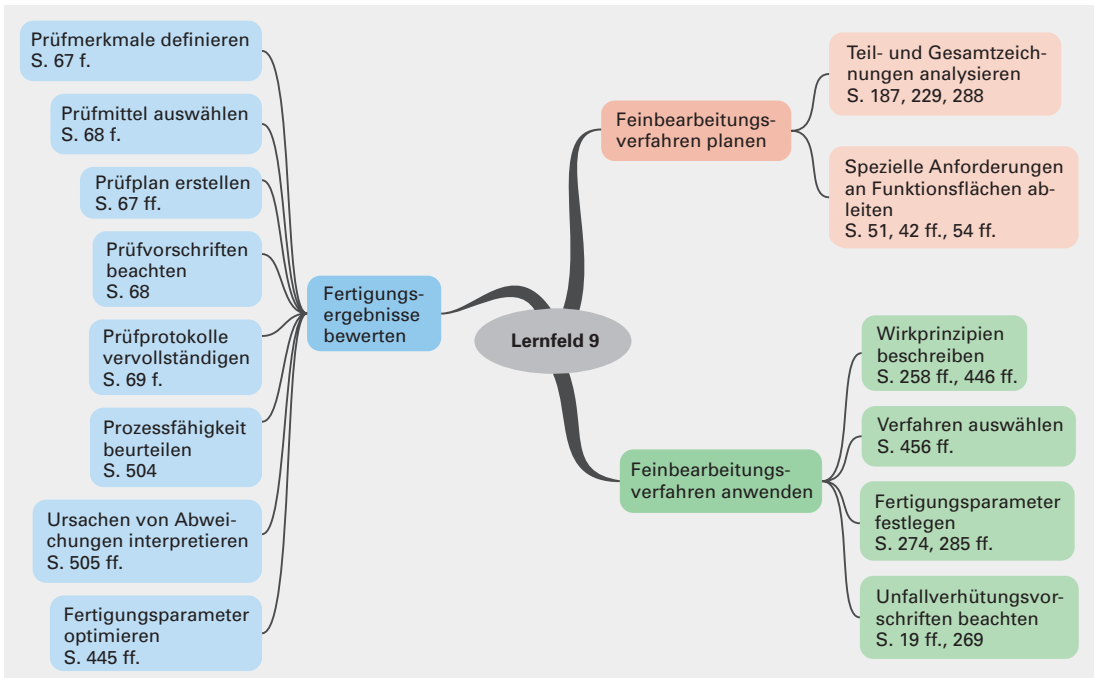 Prüfmerkmale definieren
S. 67 f.
Prüfmittel auswählen
S. 68 f.
Prüfplan erstellen
S. 67 ff.
Prüfvorschriften
beachten
S. 68
Prüfprotokolle
vervollständigen
S. 69 f.
Prozessfähigkeit
beurteilen
S. 504
Ursachen von Abwei-
chungen interpretieren
S. 505 ff.
Fertigungsparameter
optimieren
S. 445 ff.
Fertigungs-
ergebnisse
bewerten
Lernfeld 9
Feinbearbeitungs-
verfahren planen
Teil- und Gesamtzeich-
nungen analysieren
S. 187, 229, 288
Spezielle Anforderungen
an Funktionsflächen ab-
leiten
S. 51, 42 ff., 54 ff.
Feinbearbeitungs-
verfahren anwenden
Wirkprinzipien
beschreiben
S. 258 ff., 446 ff.
Verfahren auswählen
S. 456 ff.
Fertigungsparameter
festlegen
S. 274, 285 ff.
Unfallverhütungsvor-
schriften beachten
S. 19 ff., 269